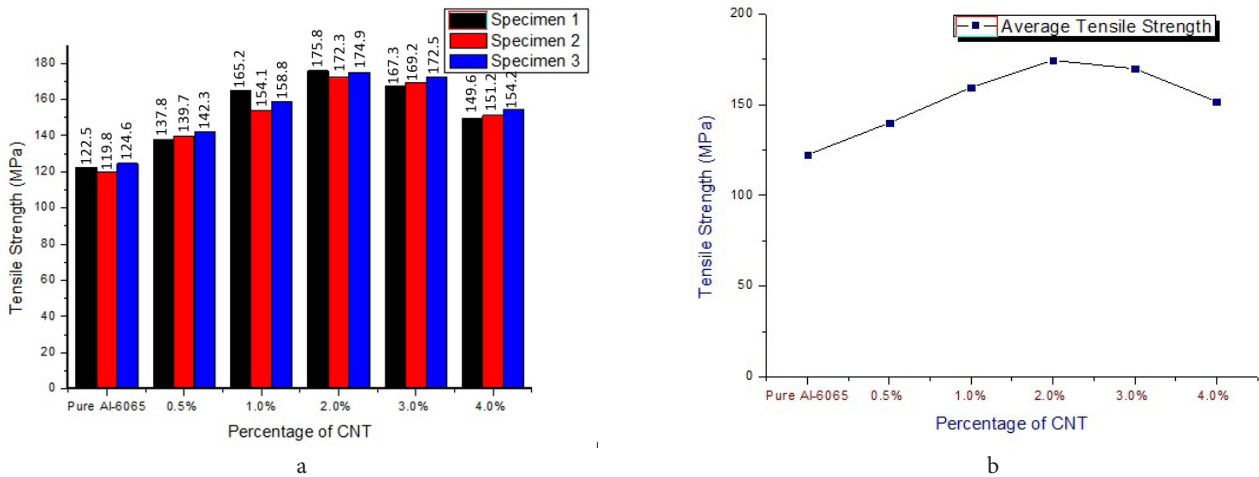 Specimen 1
Specimen 2
Specimen 3
122.5
119.8
124.6
137.8
139.7
142.3
165.2
154.1
158.8
175.8
172.3
174.9
167.3
169.2
172.5
149.6
151.2
154.2
180
160
140
120
100
80
60
40
20
0
Tensile Strength (MPa)
Pure Al-6065 0.5% 1.0% 2.0% 3.0% 4.0%
Percentage of CNT
a
Average Tensile Strength
200
150
100
50
0
Tensile Strength (MPa)
Pure Al-6065 0.5% 1.0% 2.0% 3.0% 4.0%
Percentage of CNT
b